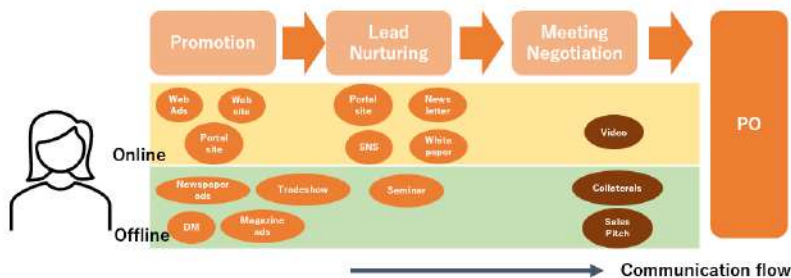 Promotion
Lead
Nurturing
Meeting
Negotiation
PO
Web
Ads
Web
site
Portal
site
Portal
site
News
letter
SNS
White
paper
Video
Online
Newspaper
ads
Tradeshow
Seminar
Collaterals
DM
Magazine
ads
Sales
Pitch
Offline
Communication flow